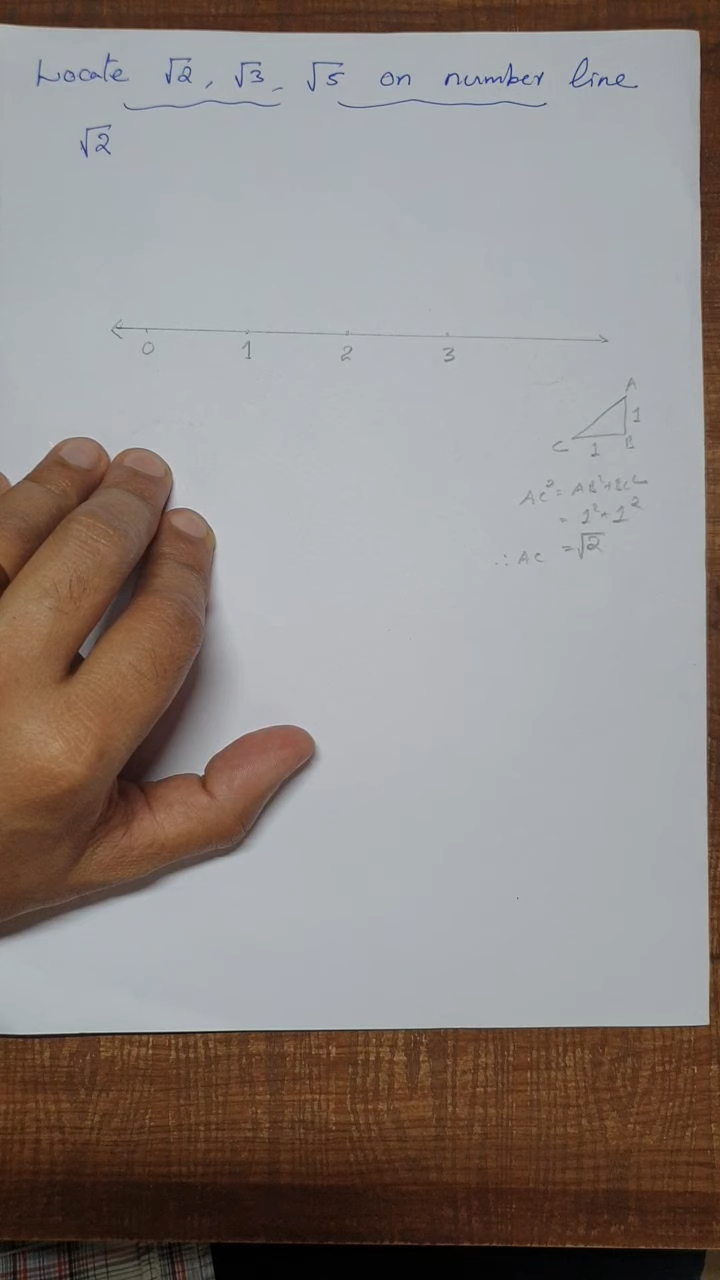 Locate √2, √3, √5 on number line
√2
0 1 2 3
A
1
C 1 B
AC² = AB² + BC²
= 1² + 1²
∴ AC = √2